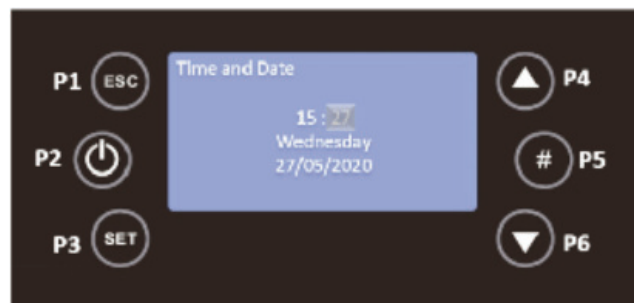 P1 ESC
P2
P3 SET
Time and Date
15 : 27
Wednesday
27/05/2020
P4
# P5
P6